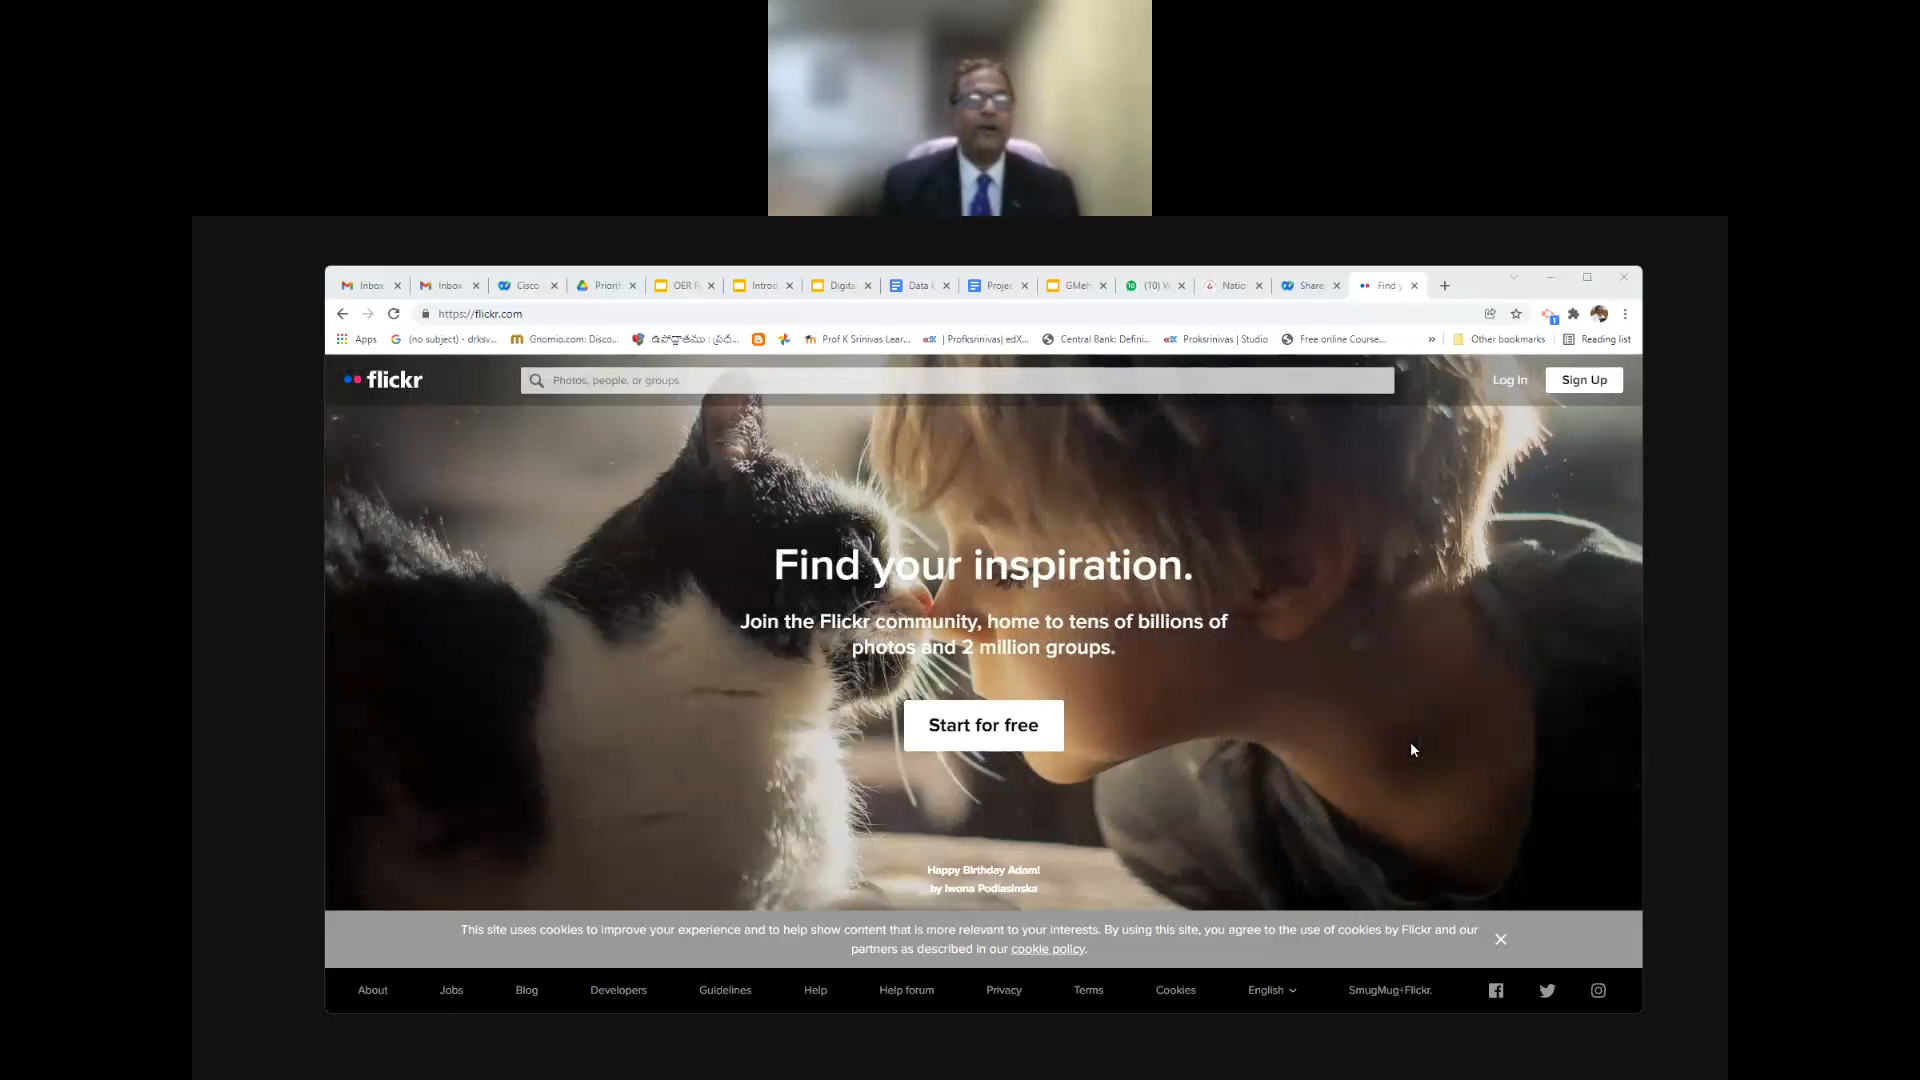 Inbox Inbox Cisco Priorit OER F Introd Digita Data ( Projec GMeh (10) W Natio Share Find y
https://flickr.com
Apps (no subject) - drksv... Gnomio.com: Disco... ఉపోద్ఘాతము : ప్రధ... Prof K Srinivas Lear... | Profksrinivas| edX... Central Bank: Defini... Proksrinivas | Studio Free online Course... » Other bookmarks Reading list
flickr Photos, people, or groups Log In Sign Up
Find your inspiration.
Join the Flickr community, home to tens of billions of
photos and 2 million groups.
Start for free
Happy Birthday Adam!
by Iwona Podlasinska
This site uses cookies to improve your experience and to help show content that is more relevant to your interests. By using this site, you agree to the use of cookies by Flickr and our
partners as described in our cookie policy.
About Jobs Blog Developers Guidelines Help Help forum Privacy Terms Cookies English SmugMug+Flickr.